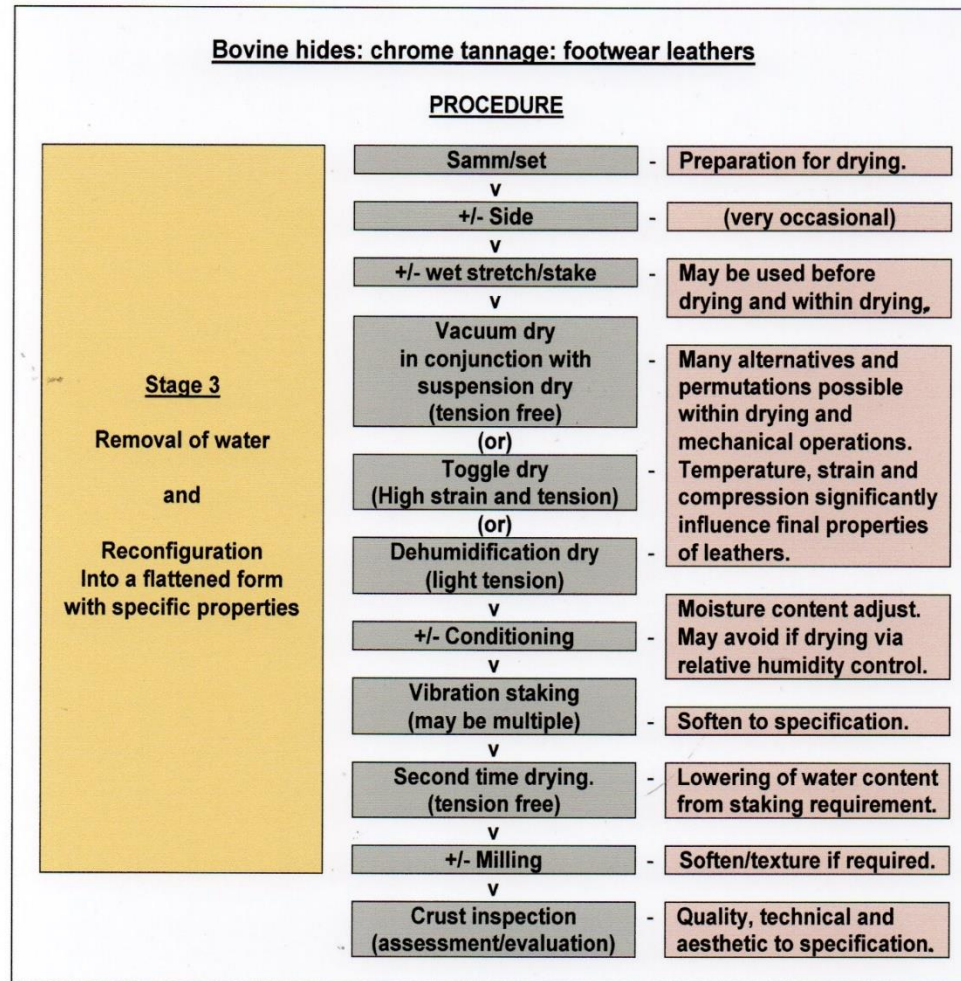 Bovine hides: chrome tannage: footwear leathers
PROCEDURE
Stage 3
Removal of water
and
Reconfiguration
Into a flattened form
with specific properties
Samm/set - Preparation for drying.
v
+/- Side - (very occasional)
v
+/- wet stretch/stake - May be used before
drying and within drying.
v
Vacuum dry
in conjunction with
suspension dry
(tension free)
(or)
Toggle dry
(High strain and tension)
(or)
Dehumidification dry
(light tension)
- Many alternatives and
permutations possible
within drying and
mechanical operations.
- Temperature, strain and
compression significantly
influence final properties
- of leathers.
v
+/- Conditioning - Moisture content adjust.
May avoid if drying via
relative humidity control.
v
Vibration staking
(may be multiple) - Soften to specification.
v
Second time drying. - Lowering of water content
(tension free) from staking requirement.
v
+/- Milling - Soften/texture if required.
v
Crust inspection - Quality, technical and
(assessment/evaluation) aesthetic to specification.